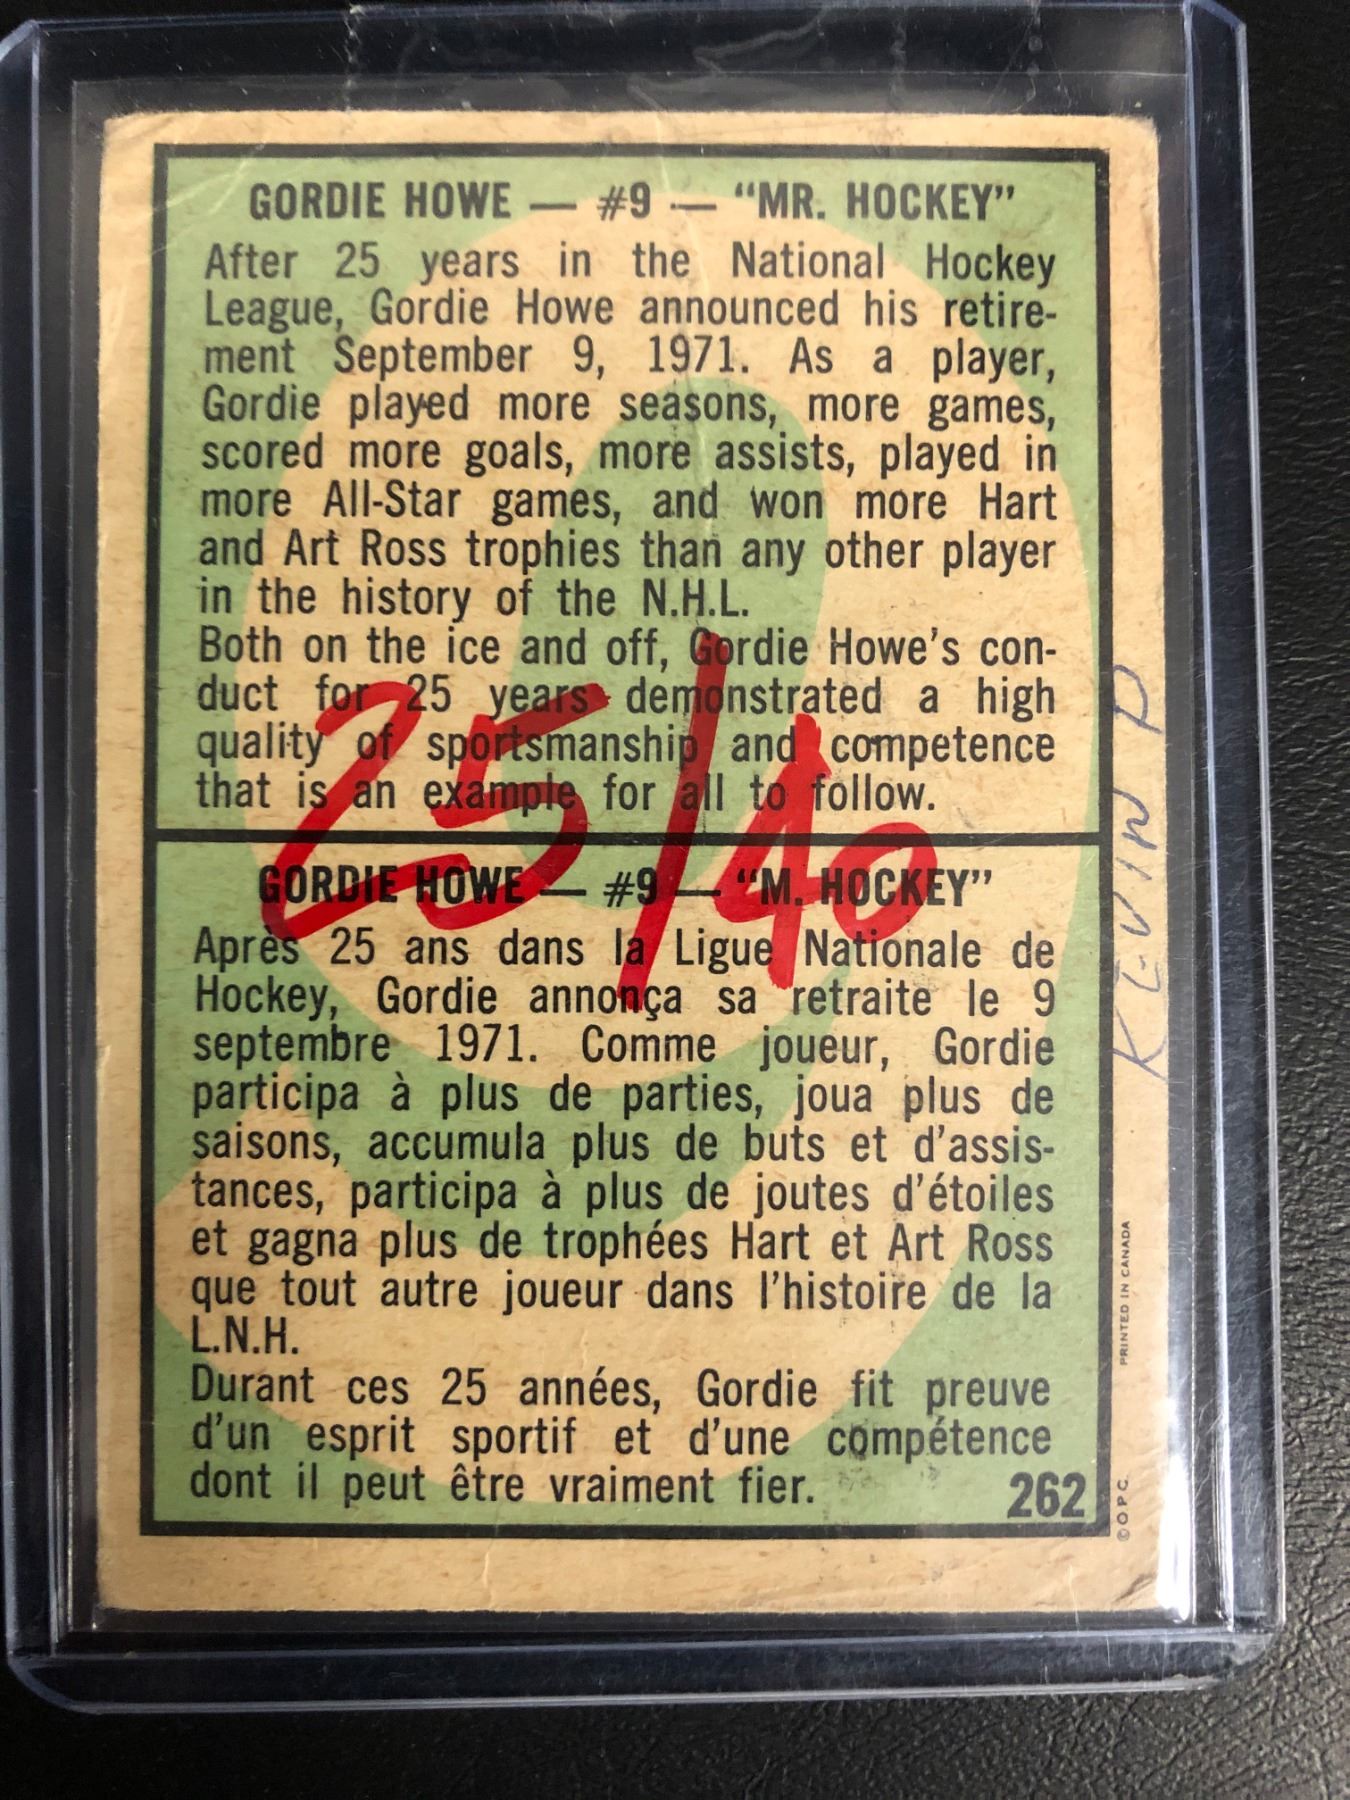 GORDIE HOWE — #9 — “MR. HOCKEY”
After 25 years in the National Hockey
League, Gordie Howe announced his retire-
ment September 9, 1971. As a player,
Gordie played more seasons, more games,
scored more goals, more assists, played in
more All-Star games, and won more Hart
and Art Ross trophies than any other player
in the history of the N.H.L.
Both on the ice and off, Gordie Howe's con-
duct for 25 years demonstrated a high
quality of sportsmanship and competence
that is an example for all to follow.
25/40
GORDIE HOWE — #9 — “M. HOCKEY”
Après 25 ans dans la Ligue Nationale de
Hockey, Gordie annonça sa retraite le 9
septembre 1971. Comme joueur, Gordie
participa à plus de parties, joua plus de
saisons, accumula plus de buts et d'assis-
tances, participa à plus de joutes d'étoiles
et gagna plus de trophées Hart et Art Ross
que tout autre joueur dans l'histoire de la
L.N.H.
Durant ces 25 années, Gordie fit preuve
d'un esprit sportif et d'une compétence
dont il peut être vraiment fier.
262
©O.P.C.
PRINTED IN CANADA
KEVIN P